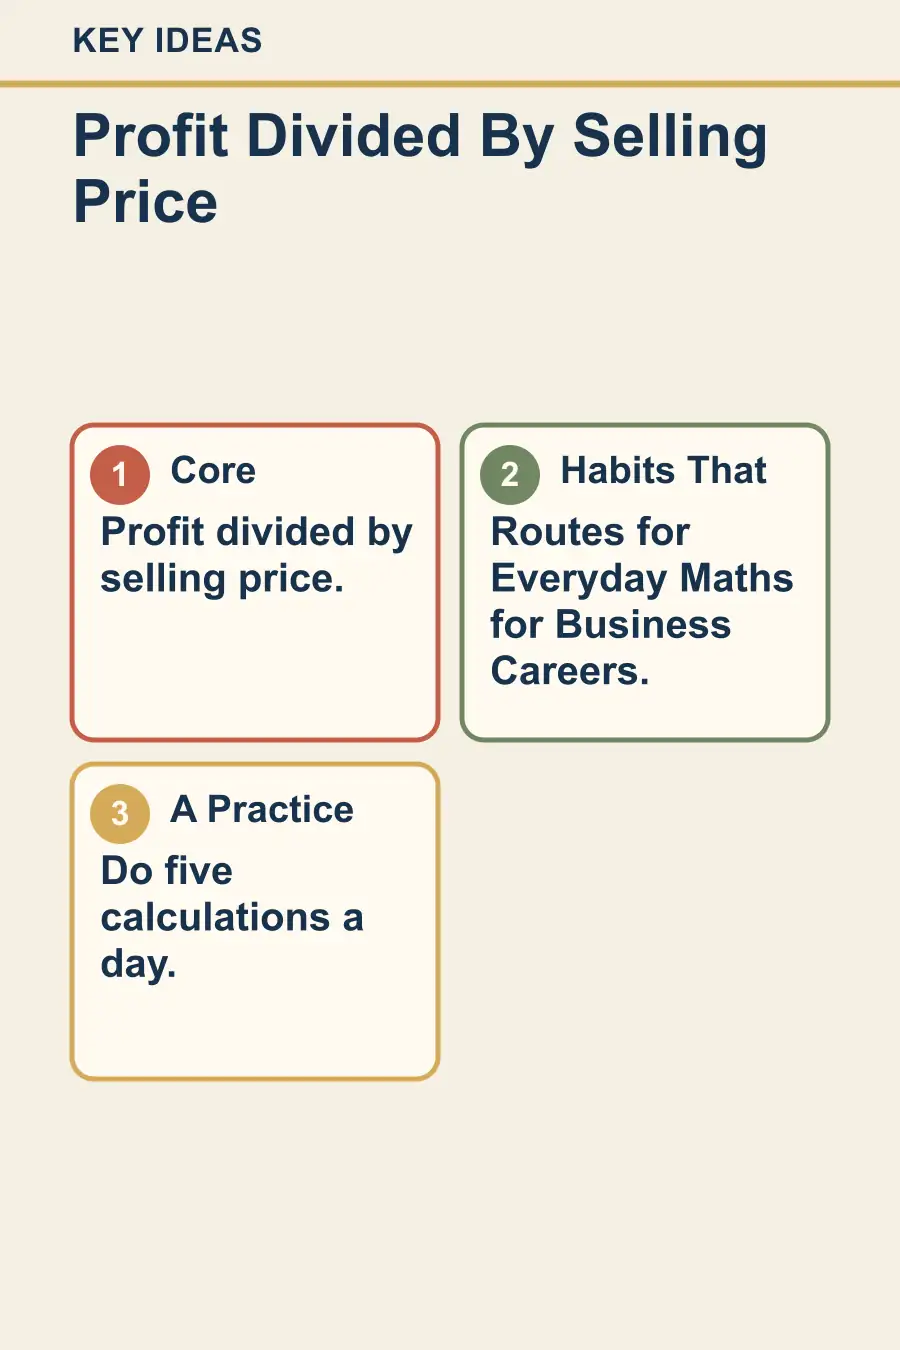 KEY IDEAS
Profit Divided By Selling
Price
1 Core
Profit divided by
selling price.
2 Habits That
Routes for
Everyday Maths
for Business
Careers.
3 A Practice
Do five
calculations a
day.